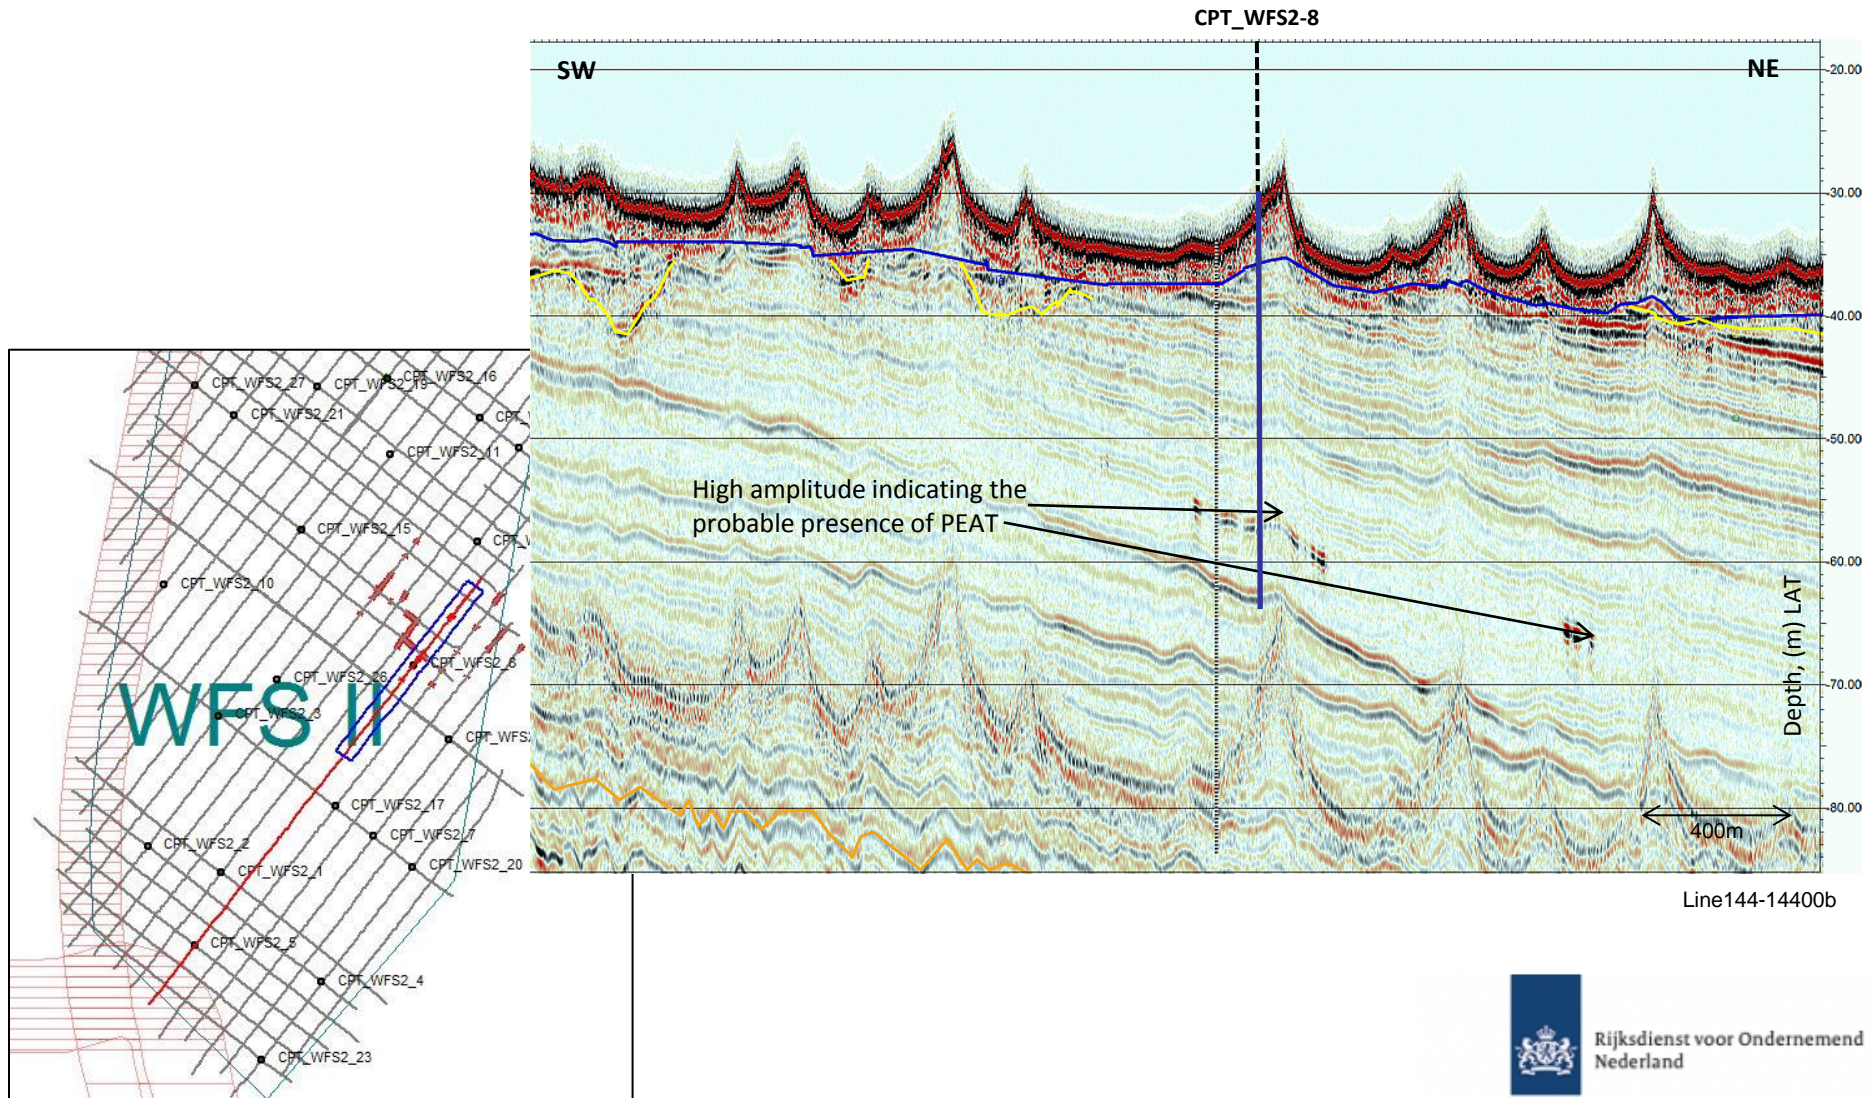 CPT_WFS2-8
SW
NE
-20.00
-30.00
-40.00
-50.00
-60.00
-70.00
-80.00
High amplitude indicating the
probable presence of PEAT
Depth, (m) LAT
400m
Line144-14400b
CPT_WFS2_27
CPT_WFS2_19
CPT_WFS2_16
CPT_WFS2_21
CPT_WFS2_11
CPT_WFS2_15
CPT_WFS2_10
CPT_WFS2_8
CPT_WFS2_26
CPT_WFS2_3
WFS II
CPT_WFS2_17
CPT_WFS2_7
CPT_WFS2_2
CPT_WFS2_1
CPT_WFS2_20
CPT_WFS2_5
CPT_WFS2_4
CPT_WFS2_23
Rijksdienst voor Ondernemend
Nederland